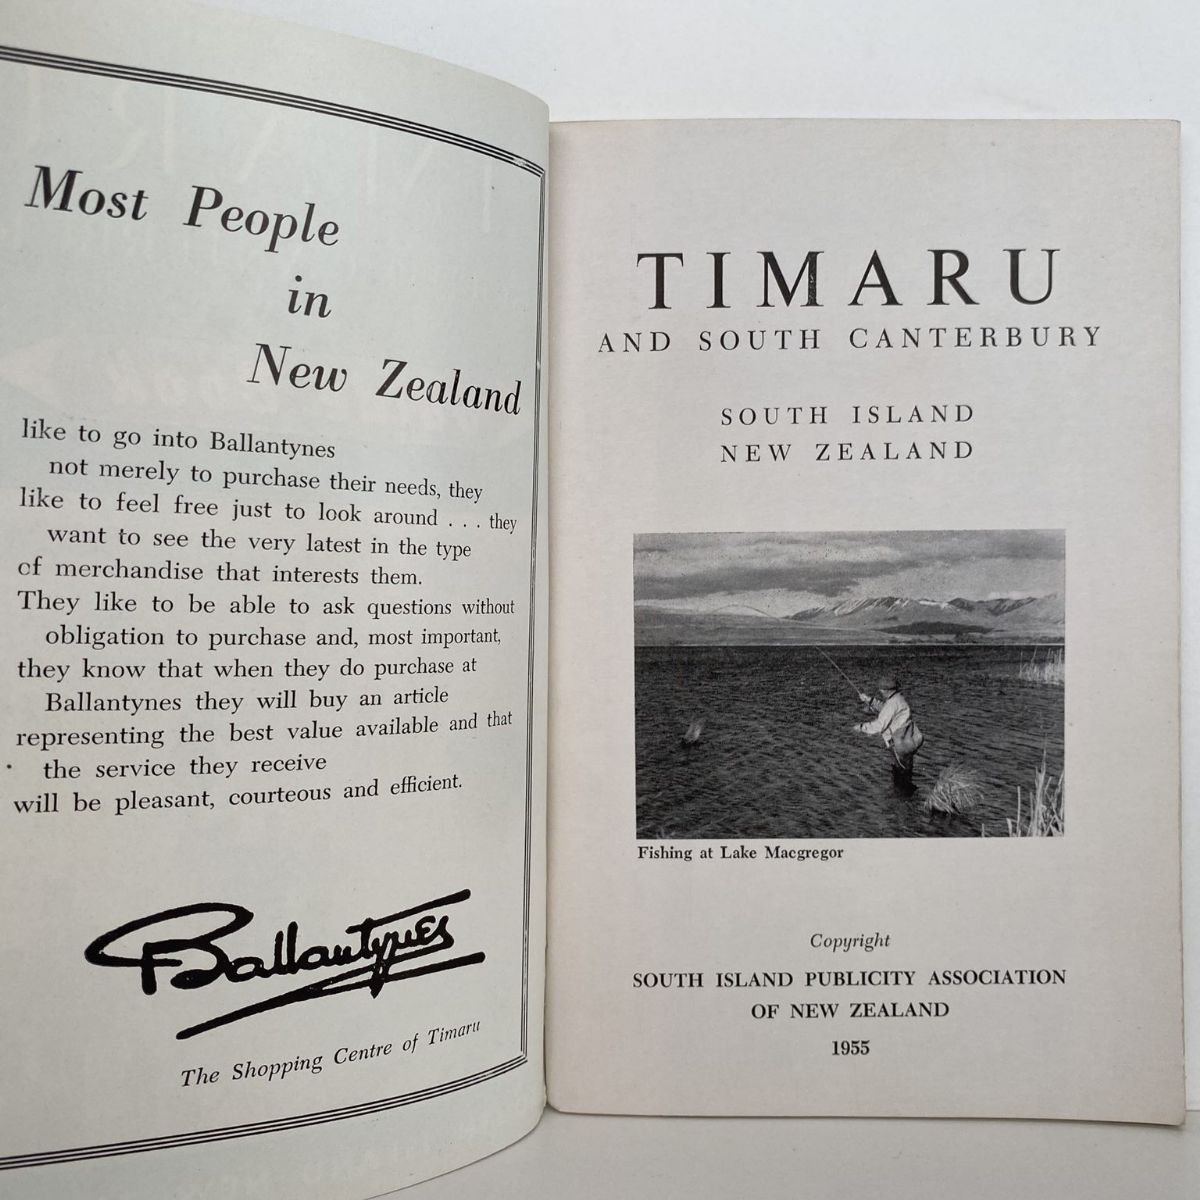 Most People
in
New Zealand
like to go into Ballantynes
not merely to purchase their needs, they
like to feel free just to look around . . . they
want to see the very latest in the type
of merchandise that interests them.
They like to be able to ask questions without
obligation to purchase and, most important,
they know that when they do purchase at
Ballantynes they will buy an article
representing the best value available and that
the service they receive
will be pleasant, courteous and efficient.
Ballantynes
The Shopping Centre of Timaru
TIMARU
AND SOUTH CANTERBURY
SOUTH ISLAND
NEW ZEALAND
Fishing at Lake Macgregor
Copyright
SOUTH ISLAND PUBLICITY ASSOCIATION
OF NEW ZEALAND
1955